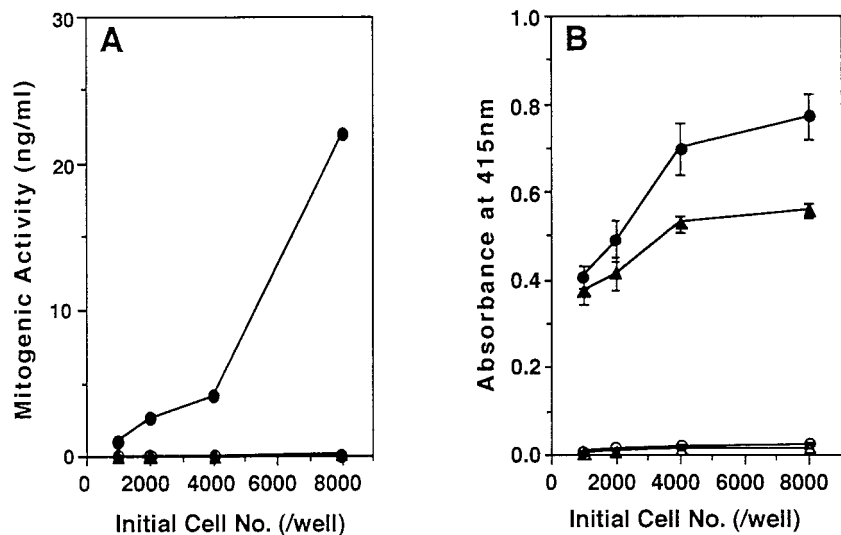 A
Mitogenic Activity (ng/ml)
30
20
10
0
0 2000 4000 6000 8000
Initial Cell No. (/well)
B
Absorbance at 415nm
1.0
0.8
0.6
0.4
0.2
0.0
0 2000 4000 6000 8000
Initial Cell No. (/well)